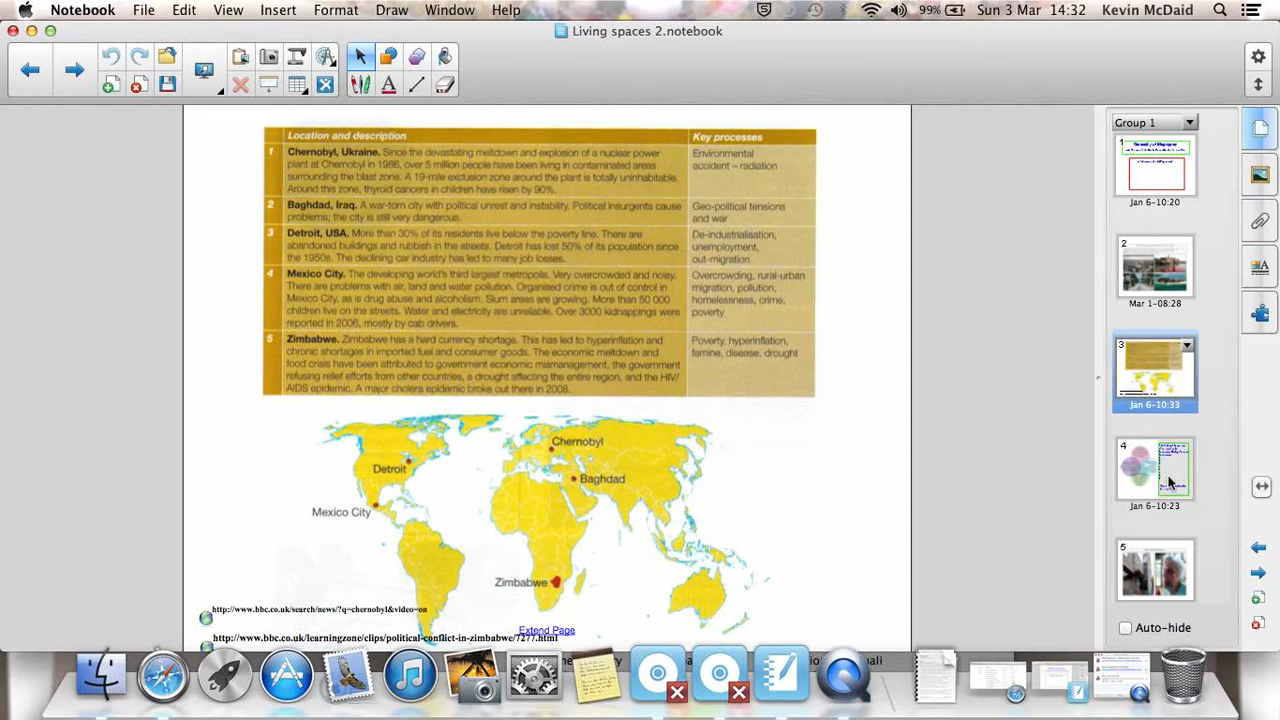 Notebook File Edit View Insert Format Draw Window Help 99% Sun 3 Mar 14:32 Kevin McDaid
Living spaces 2.notebook
Location and description Key processes
1 Chernobyl, Ukraine. Since the devastating meltdown and explosion of a nuclear power
plant at Chernobyl in 1986, over 5 million people have been living in contaminated areas
surrounding the blast zone. A 19-mile exclusion zone around the plant is totally uninhabitable.
Around this zone, thyroid cancers in children have risen by 90%.
Environmental
accident – radiation
2 Baghdad, Iraq. A war-torn city with political unrest and instability. Political insurgents cause
problems; the city is still very dangerous.
Geo-political tensions
and war
3 Detroit, USA. More than 30% of its residents live below the poverty line. There are
abandoned buildings and rubbish in the streets. Detroit has lost 50% of its population since
the 1950s. The declining car industry has led to many job losses.
De-industrialisation,
unemployment,
out-migration
4 Mexico City. The developing world's third largest metropolis. Very overcrowded and noisy.
There are problems with air, land and water pollution. Organised crime is out of control in
Mexico City, as is drug abuse and alcoholism. Slum areas are growing. More than 50 000
children live on the streets. Water and electricity are unreliable. Over 3000 kidnappings were
reported in 2006, mostly by cab drivers.
Overcrowding, rural-urban
migration, pollution,
homelessness, crime,
poverty
5 Zimbabwe. Zimbabwe has a hard currency shortage. This has led to hyperinflation and
chronic shortages in imported fuel and consumer goods. The economic meltdown and
food crisis have been attributed to government economic mismanagement, the government
refusing relief efforts from other countries, a drought affecting the entire region, and the HIV/
AIDS epidemic. A major cholera epidemic broke out there in 2008.
Poverty, hyperinflation,
famine, disease, drought
Chernobyl
Detroit
Baghdad
Mexico City
Zimbabwe
http://www.bbc.co.uk/search/news/?q=chernobyl&video=on
Extend Page
http://www.bbc.co.uk/learningzone/clips/political-conflict-in-zimbabwe/7277.html
Group 1
1
Jan 6-10:20
2
Mar 1-08:28
3
Jan 6-10:33
4
Jan 6-10:23
5
Auto-hide